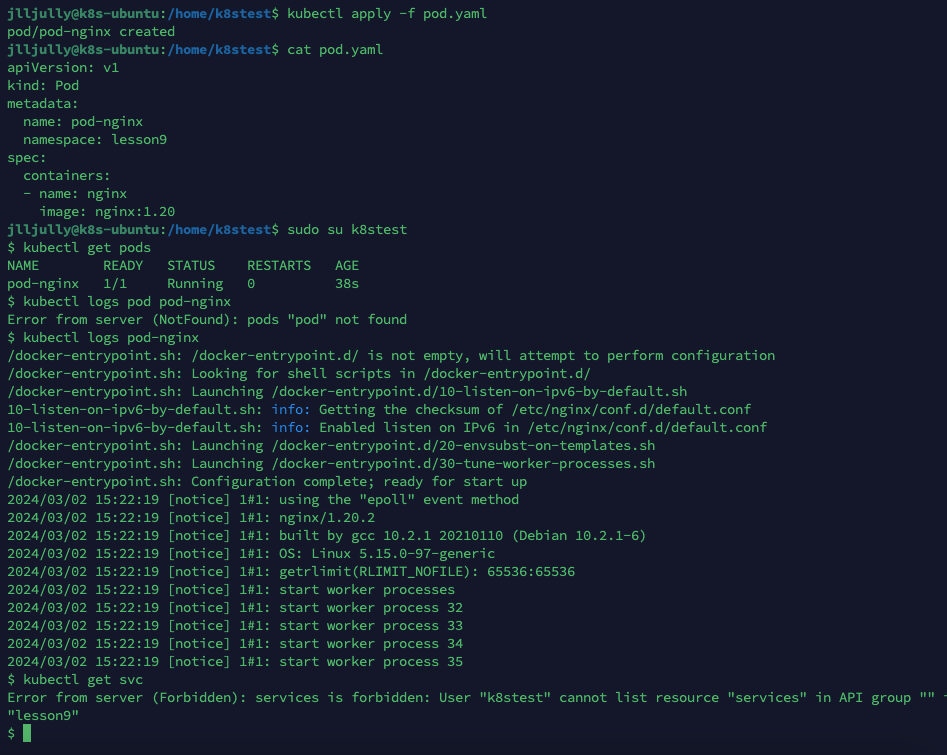 jlljully@k8s-ubuntu:/home/k8stest$ kubectl apply -f pod.yaml
pod/pod-nginx created
jlljully@k8s-ubuntu:/home/k8stest$ cat pod.yaml
apiVersion: v1
kind: Pod
metadata:
  name: pod-nginx
  namespace: lesson9
spec:
  containers:
  - name: nginx
    image: nginx:1.20
jlljully@k8s-ubuntu:/home/k8stest$ sudo su k8stest
$ kubectl get pods
NAME        READY   STATUS    RESTARTS   AGE
pod-nginx   1/1     Running   0          38s
$ kubectl logs pod pod-nginx
Error from server (NotFound): pods "pod" not found
$ kubectl logs pod-nginx
/docker-entrypoint.sh: /docker-entrypoint.d/ is not empty, will attempt to perform configuration
/docker-entrypoint.sh: Looking for shell scripts in /docker-entrypoint.d/
/docker-entrypoint.sh: Launching /docker-entrypoint.d/10-listen-on-ipv6-by-default.sh
10-listen-on-ipv6-by-default.sh: info: Getting the checksum of /etc/nginx/conf.d/default.conf
10-listen-on-ipv6-by-default.sh: info: Enabled listen on IPv6 in /etc/nginx/conf.d/default.conf
/docker-entrypoint.sh: Launching /docker-entrypoint.d/20-envsubst-on-templates.sh
/docker-entrypoint.sh: Launching /docker-entrypoint.d/30-tune-worker-processes.sh
/docker-entrypoint.sh: Configuration complete; ready for start up
2024/03/02 15:22:19 [notice] 1#1: using the "epoll" event method
2024/03/02 15:22:19 [notice] 1#1: nginx/1.20.2
2024/03/02 15:22:19 [notice] 1#1: built by gcc 10.2.1 20210110 (Debian 10.2.1-6)
2024/03/02 15:22:19 [notice] 1#1: OS: Linux 5.15.0-97-generic
2024/03/02 15:22:19 [notice] 1#1: getrlimit(RLIMIT_NOFILE): 65536:65536
2024/03/02 15:22:19 [notice] 1#1: start worker processes
2024/03/02 15:22:19 [notice] 1#1: start worker process 32
2024/03/02 15:22:19 [notice] 1#1: start worker process 33
2024/03/02 15:22:19 [notice] 1#1: start worker process 34
2024/03/02 15:22:19 [notice] 1#1: start worker process 35
$ kubectl get svc
Error from server (Forbidden): services is forbidden: User "k8stest" cannot list resource "services" in API group ""
"lesson9"
$